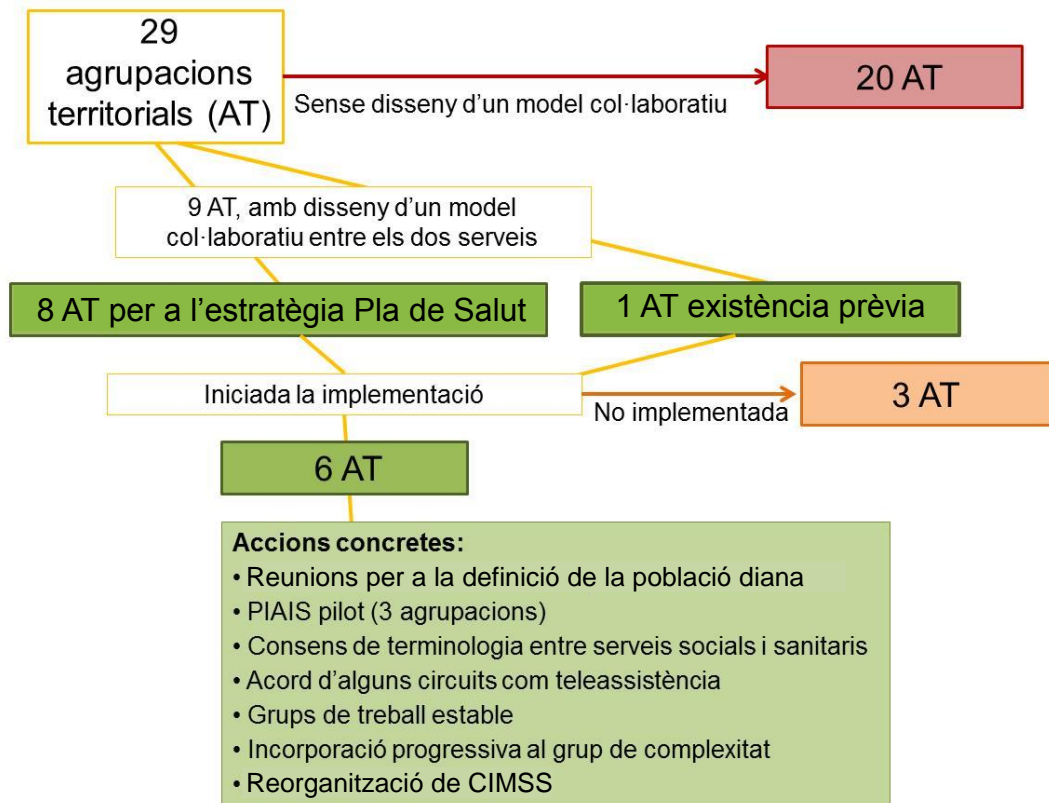 29
agrupacions
territorials (AT)
20 AT
Sense disseny d'un model col·laboratiu
9 AT, amb disseny d'un model
col·laboratiu entre els dos serveis
8 AT per a l'estratègia Pla de Salut
1 AT existència prèvia
Iniciada la implementació
No implementada
3 AT
6 AT
Accions concretes:
• Reunions per a la definició de la població diana
• PIAIS pilot (3 agrupacions)
• Consens de terminologia entre serveis socials i sanitaris
• Acord d'alguns circuits com teleassistència
• Grups de treball estable
• Incorporació progressiva al grup de complexitat
• Reorganització de CIMSS